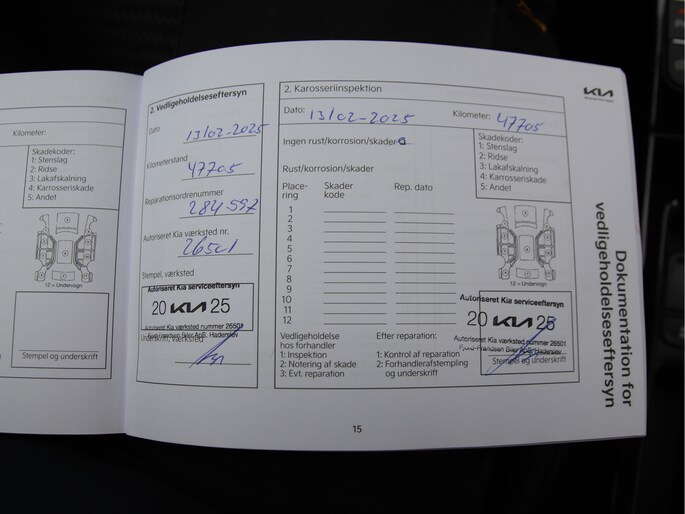 Kilometer:
Skadekoder:
1: Stenslag
2: Ridse
3: Lakafskalning
4: Karrosseriskade
5: Andet
12 = Undervogn
Stempel og underskrift
2. Vedligeholdelseseftersyn
Dato
13/02-2025
Kilometerstand
47705
Reparationsordrenummer
284597
Autoriseret Kia værksted nr.
26501
Stempel, værksted
Autoriseret Kia serviceeftersyn
20 KIA 25
Autoriseret Kia værksted nummer 26501
Underskrift, værksted
2. Karosseriinspektion
Dato: 13/02-2025
Kilometer: 47705
Ingen rust/korrosion/skader
Rust/korrosion/skader
Place-ring
Skader kode
Rep. dato
1
2
3
4
5
6
7
8
9
10
11
12
Skadekoder:
1: Stenslag
2: Ridse
3: Lakafskalning
4: Karrosseriskade
5: Andet
12 = Undervogn
Autoriseret Kia serviceeftersyn
20 KIA 25
Autoriseret Kia værksted nummer 26501
Stempel og underskrift
Vedligeholdelse
hos forhandler
1: Inspektion
2: Notering af skade
3: Evt. reparation
Efter reparation:
1: Kontrol af reparation
2: Forhandlerafstempling
og underskrift
KIA
Dokumentation for
vedligeholdelseseftersyn
15